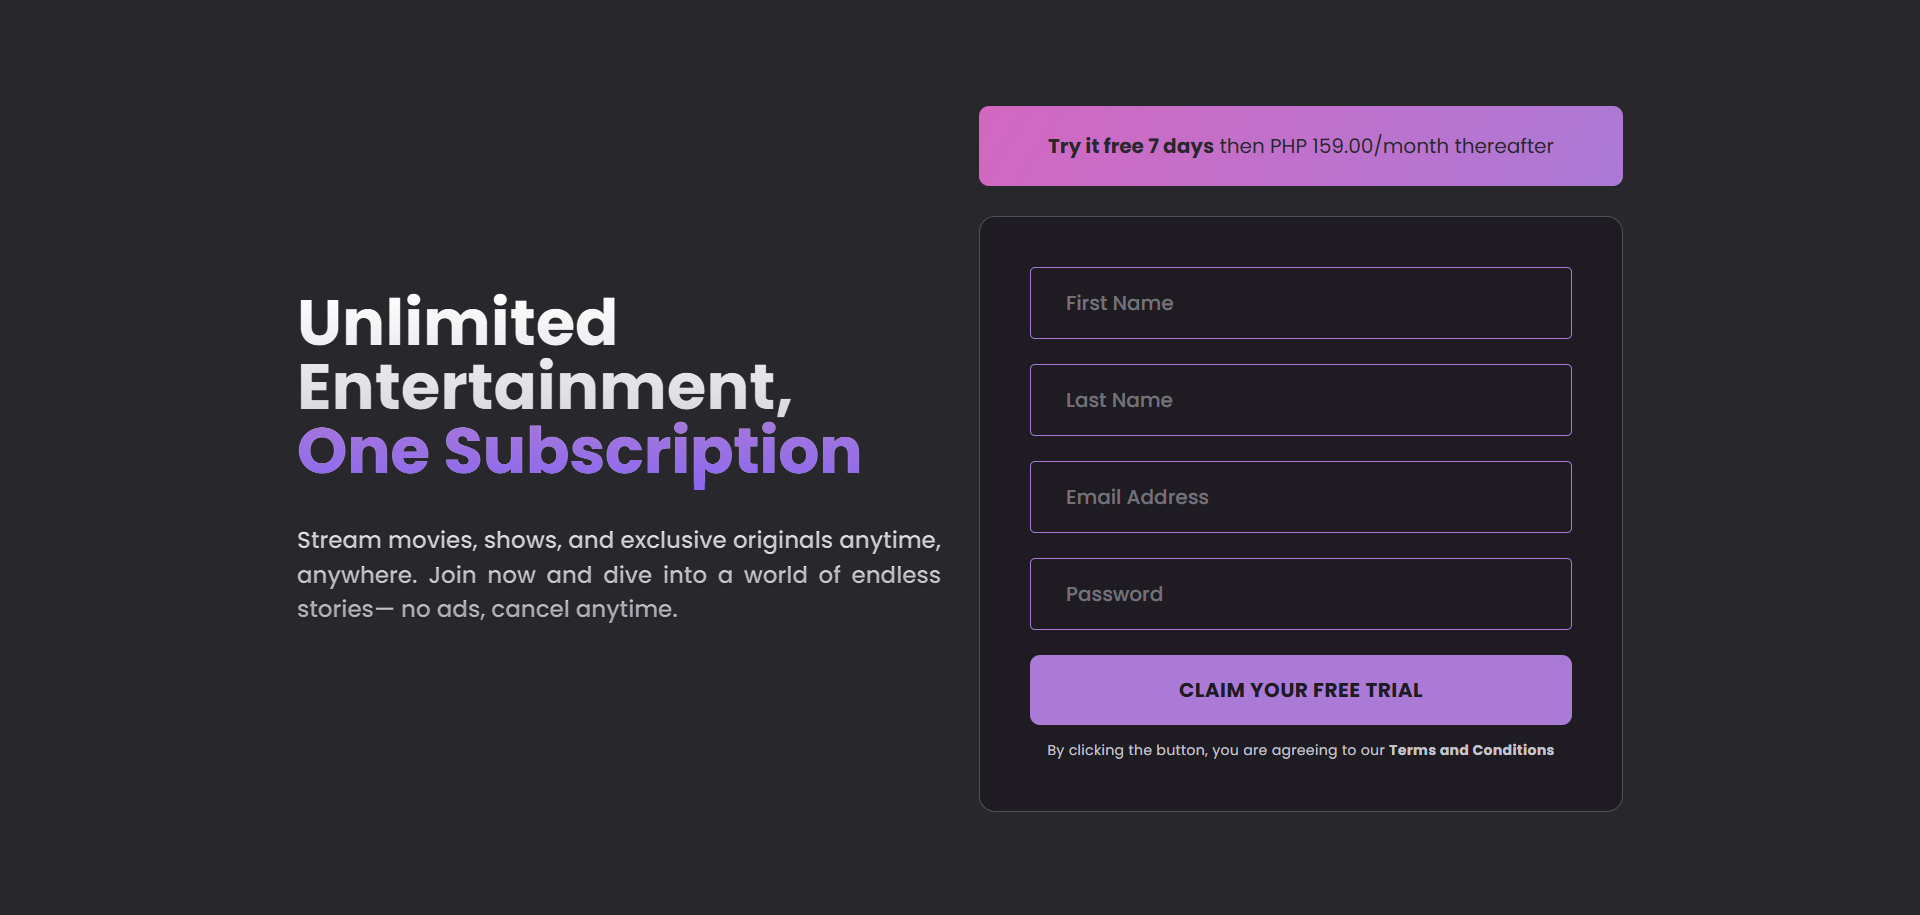 Unlimited
Entertainment,
One Subscription
Stream movies, shows, and exclusive originals anytime,
anywhere. Join now and dive into a world of endless
stories— no ads, cancel anytime.
Try it free 7 days then PHP 159.00/month thereafter
First Name
Last Name
Email Address
Password
CLAIM YOUR FREE TRIAL
By clicking the button, you are agreeing to our Terms and Conditions